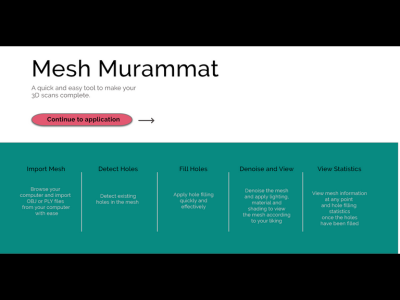 Mesh Murammat
A quick and easy tool to make your
3D scans complete.
Continue to application
Import Mesh
Browse your
computer and import
OBJ or PLY files
from your computer
with ease
Detect Holes
Detect existing
holes in the mesh
Fill Holes
Apply hole filling
quickly and
effectively
Denoise and View
Denoise the mesh
and apply lighting,
material and
shading to view
the mesh according
to your liking
View Statistics
View mesh information
at any point
and hole filling
statistics
once the holes
have been filled